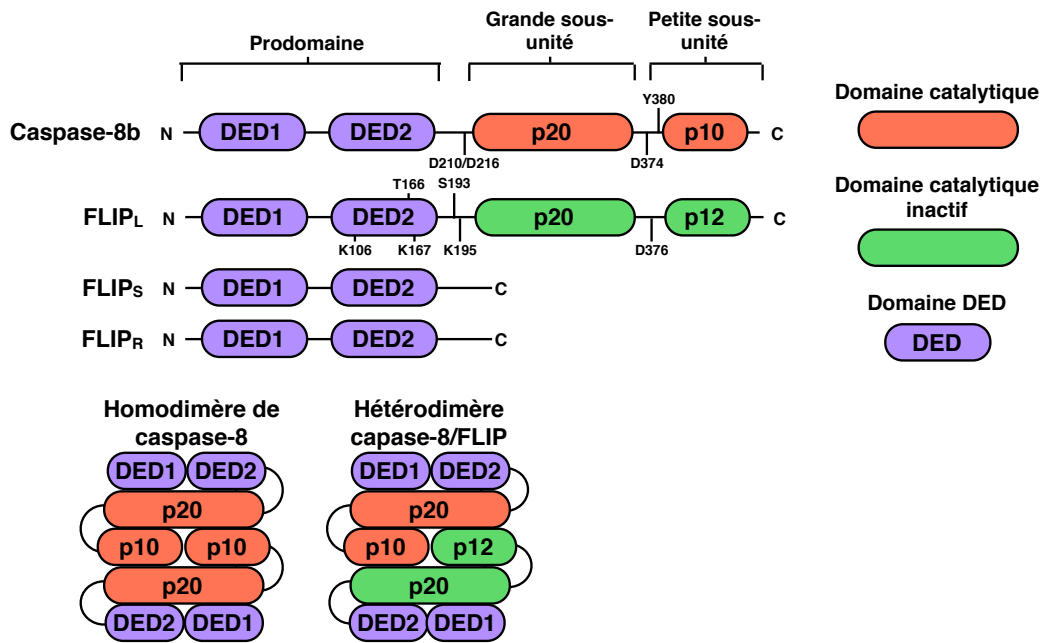 Grande sous-
unité
Petite sous-
unité
Prodomaine
Y380
Caspase-8b N DED1 DED2 p20 p10 C
D210/D216 D374
T166 S193
FLIPL N DED1 DED2 p20 p12 C
K106 K167 K195 D376
FLIPS N DED1 DED2 C
FLIPR N DED1 DED2 C
Domaine catalytique
Domaine catalytique
inactif
Domaine DED
DED
Homodimère de
caspase-8
DED1 DED2
p20
p10 p10
p20
DED2 DED1
Hétérodimère
capase-8/FLIP
DED1 DED2
p20
p10 p12
p20
DED2 DED1